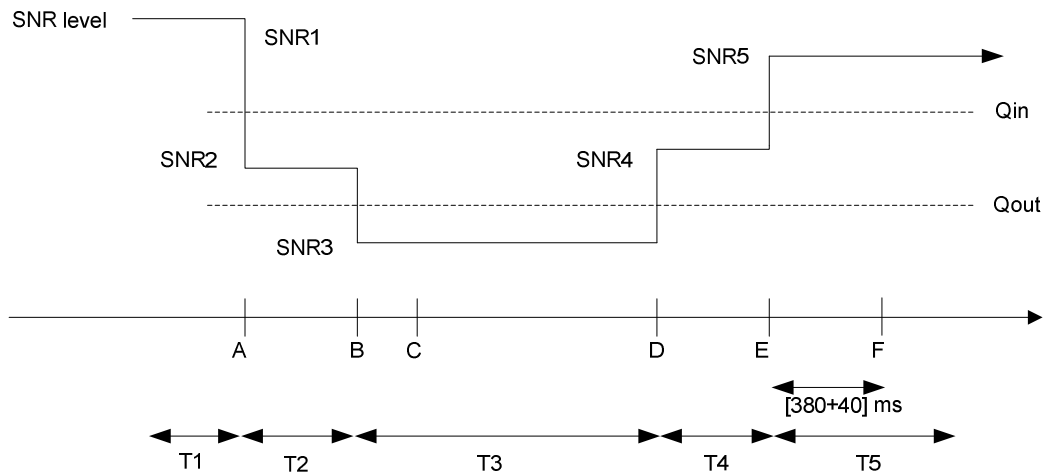 SNR level
SNR1
SNR5
Qin
SNR2
SNR4
Qout
SNR3
A B C D E F
[380+40] ms
T1 T2 T3 T4 T5